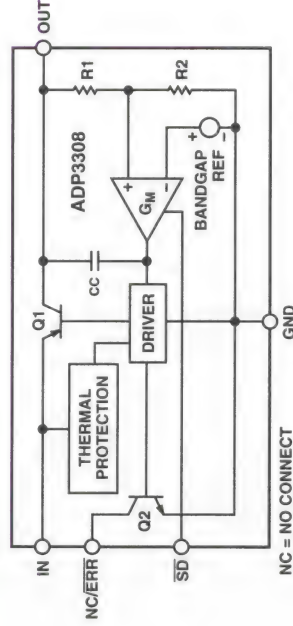 ADP3308
IN
OUT
Q1
THERMAL
PROTECTION
CC
R1
DRIVER
GM
+
−
R2
NC/ERR
Q2
BANDGAP
REF
+
−
SD
GND
NC = NO CONNECT